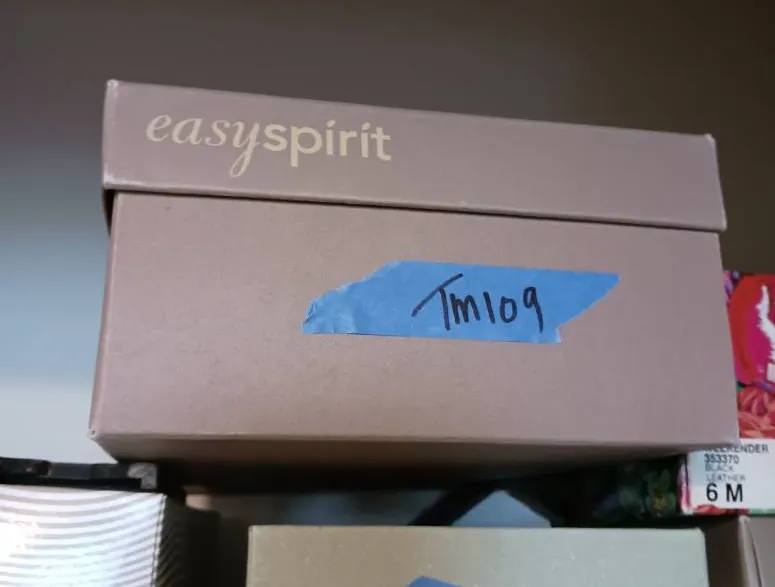 easyspirit
Tm109
353370
BLACK
LEATHER
6 M